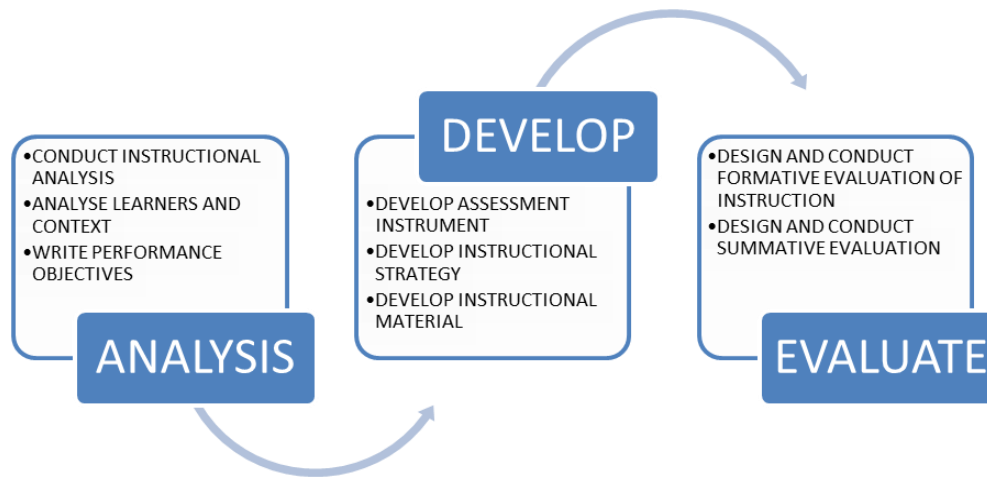 •CONDUCT INSTRUCTIONAL
ANALYSIS
•ANALYSE LEARNERS AND
CONTEXT
•WRITE PERFORMANCE
OBJECTIVES
ANALYSIS
DEVELOP
•DEVELOP ASSESSMENT
INSTRUMENT
•DEVELOP INSTRUCTIONAL
STRATEGY
•DEVELOP INSTRUCTIONAL
MATERIAL
•DESIGN AND CONDUCT
FORMATIVE EVALUATION OF
INSTRUCTION
•DESIGN AND CONDUCT
SUMMATIVE EVALUATION
EVALUATE